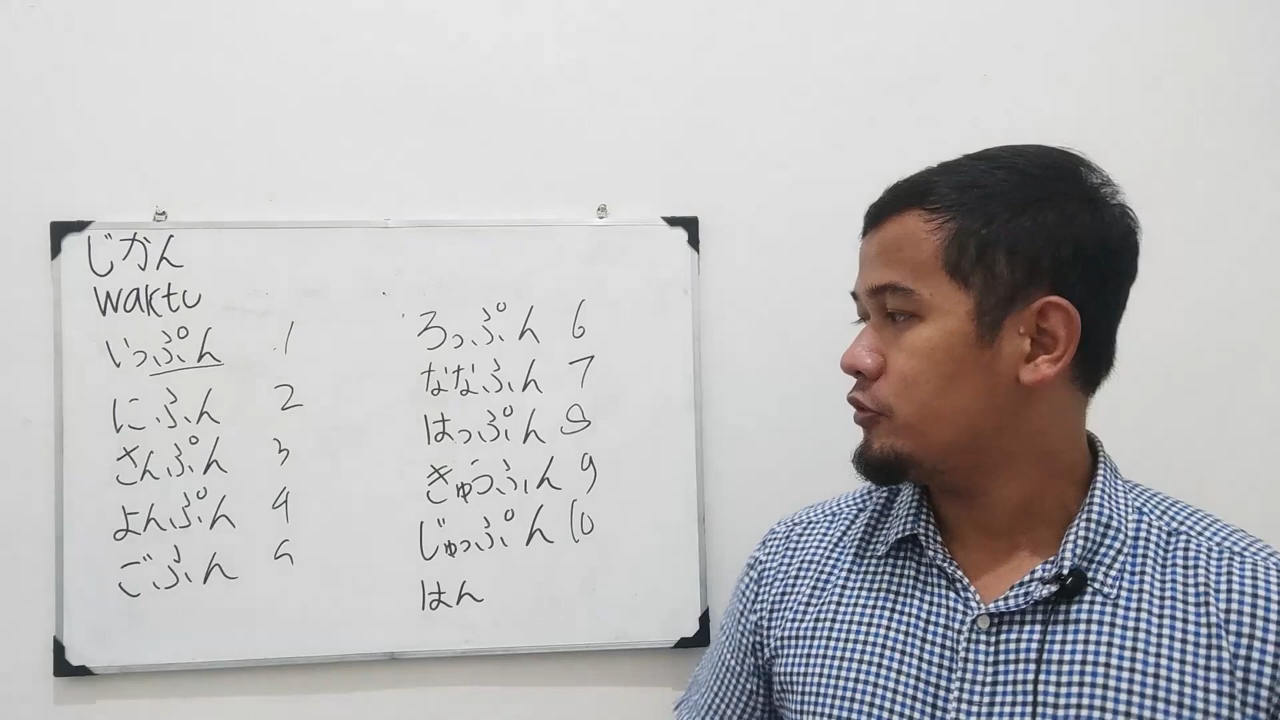 じかん
waktu
いっぷん 1
にふん 2
さんぷん 3
よんぷん 4
ごふん 5
ろっぷん 6
ななふん 7
はっぷん 8
きゅうふん 9
じゅっぷん 10
はん